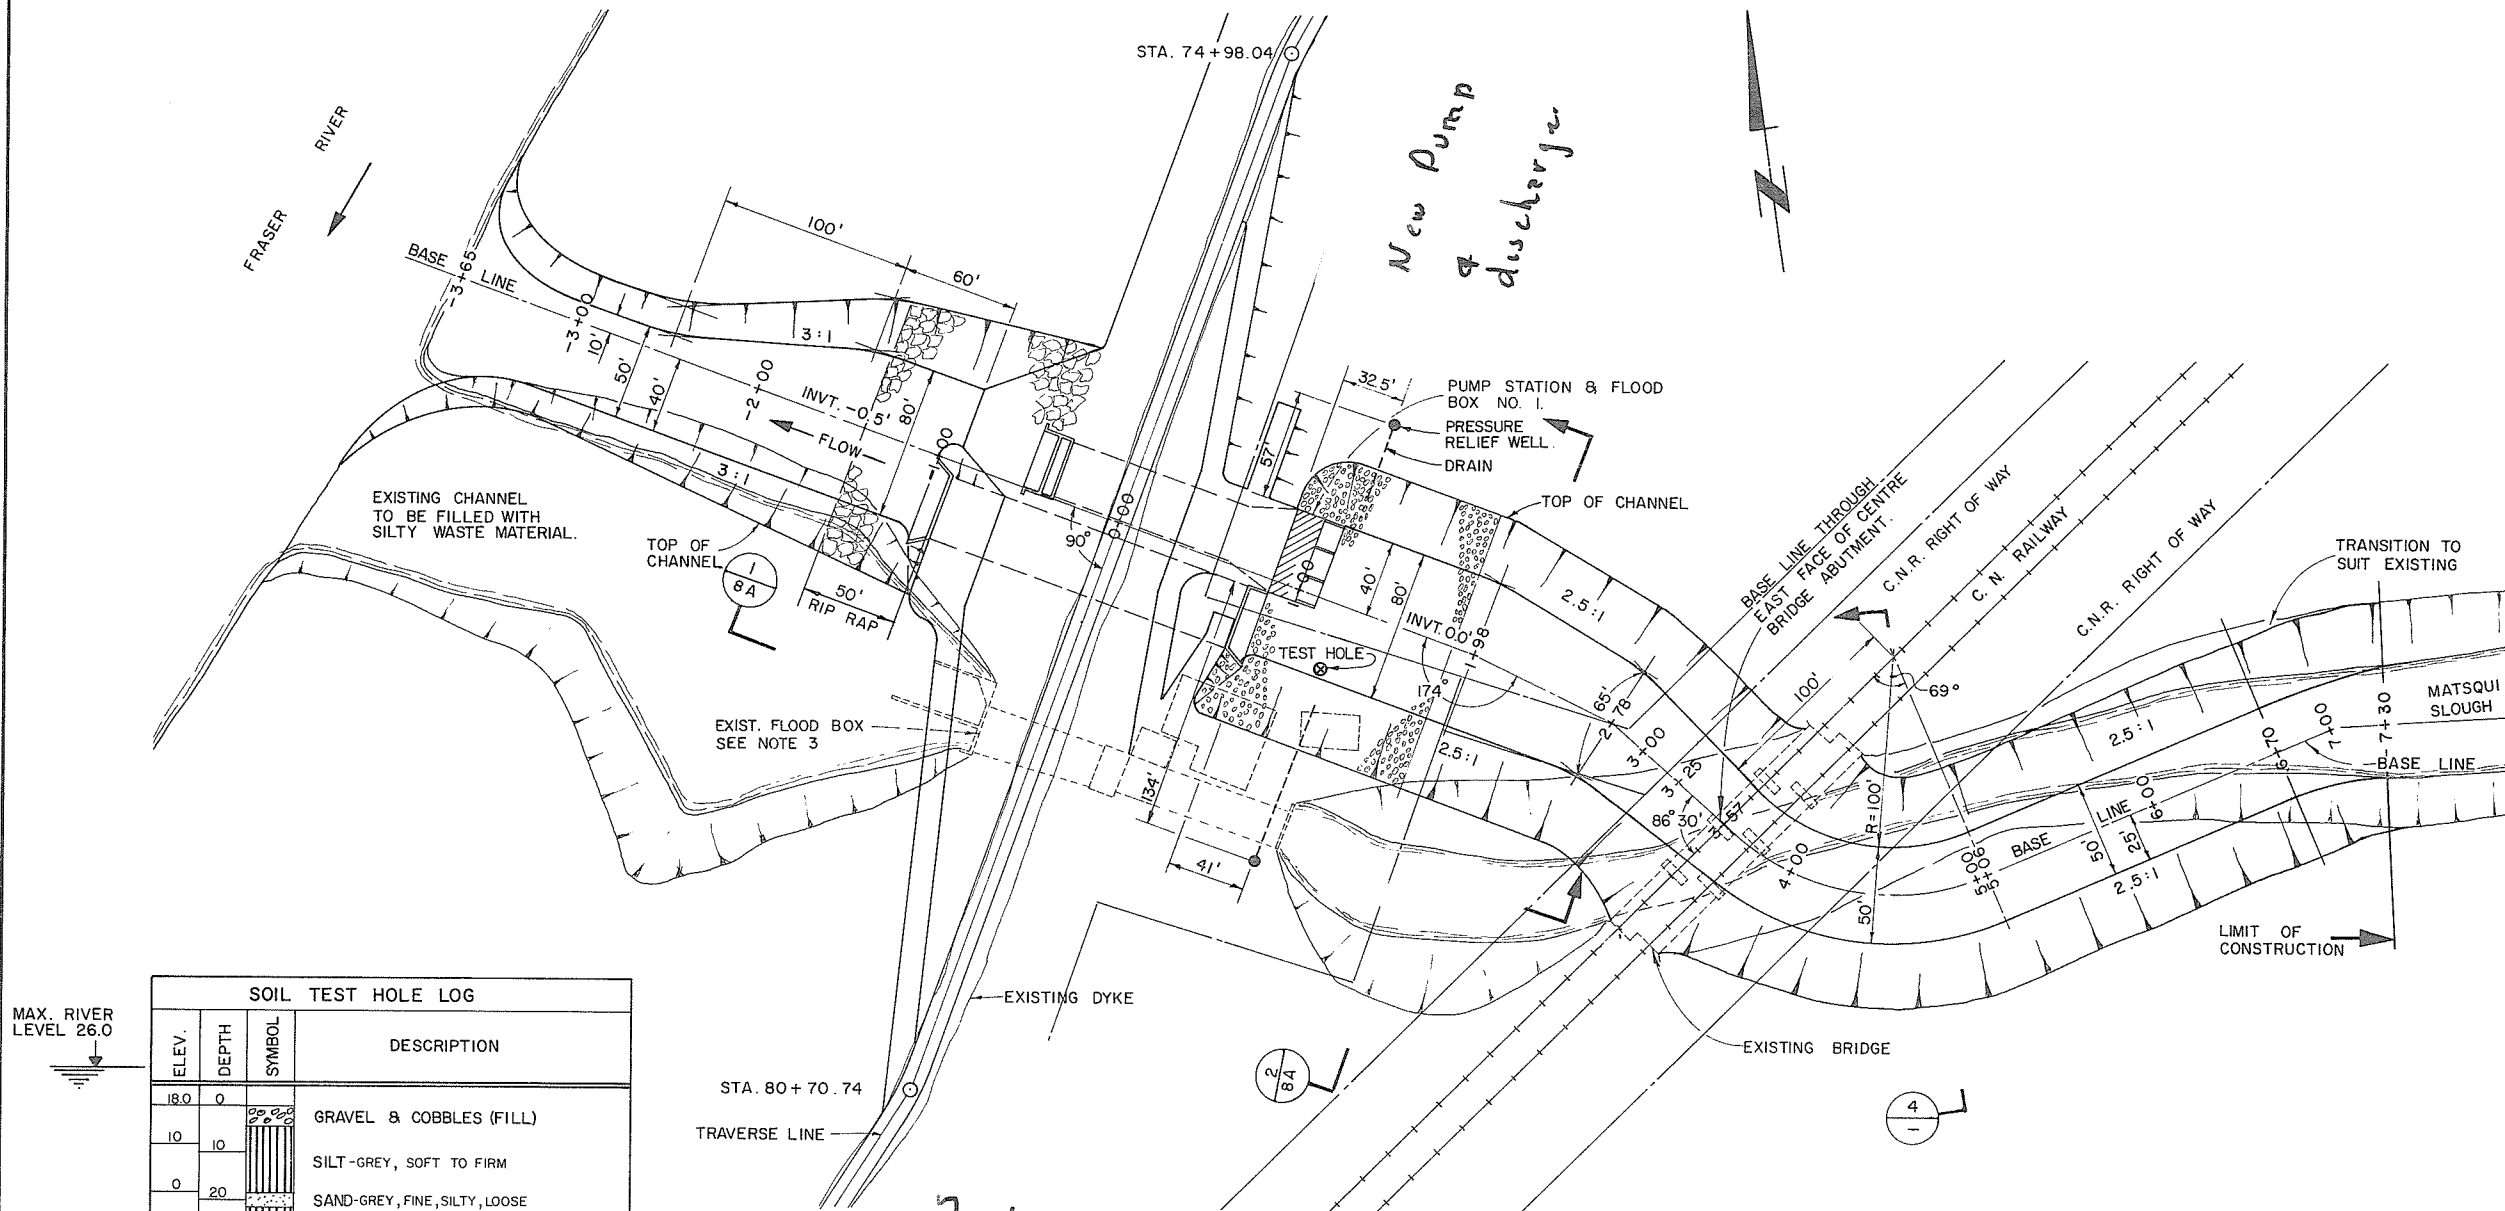 STA. 74+98.04
New Pump
&
discharge
FRASER RIVER
BASE LINE
-3+65
-3+00
10'
50'
40'
-2+00
100'
60'
3:1
INVT. -0.5'
80'
FLOW
3:1
EXISTING CHANNEL
TO BE FILLED WITH
SILTY WASTE MATERIAL.
TOP OF
CHANNEL
1
8A
50'
RIP RAP
90°
0+00
57'
32.5'
PUMP STATION & FLOOD
BOX NO. 1.
PRESSURE
RELIEF WELL.
DRAIN
TOP OF CHANNEL
40'
80'
INVT. 0.0'
1+98
TEST HOLE
174°
2.5:1
2.5:1
65'
2+78
3+00
3+25
3+57
86°30'
4+00
BASE LINE THROUGH
EAST FACE OF CENTRE
BRIDGE ABUTMENT.
C.N.R. RIGHT OF WAY
C.N. RAILWAY
C.N.R. RIGHT OF WAY
100'
69°
R=100'
50'
5+00
5+06
BASE LINE
6+00
50'
25'
2.5:1
2.5:1
6+70
7+00
7+30
TRANSITION TO
SUIT EXISTING
MATSQUI
SLOUGH
BASE LINE
LIMIT OF
CONSTRUCTION
EXIST. FLOOD BOX
SEE NOTE 3
134'
41'
EXISTING DYKE
EXISTING BRIDGE
2
8A
4
–
STA. 80+70.74
TRAVERSE LINE
MAX. RIVER
LEVEL 26.0
SOIL TEST HOLE LOG
ELEV. DEPTH SYMBOL DESCRIPTION
18.0 0
GRAVEL & COBBLES (FILL)
10 10
SILT-GREY, SOFT TO FIRM
0 20
SAND-GREY, FINE, SILTY, LOOSE